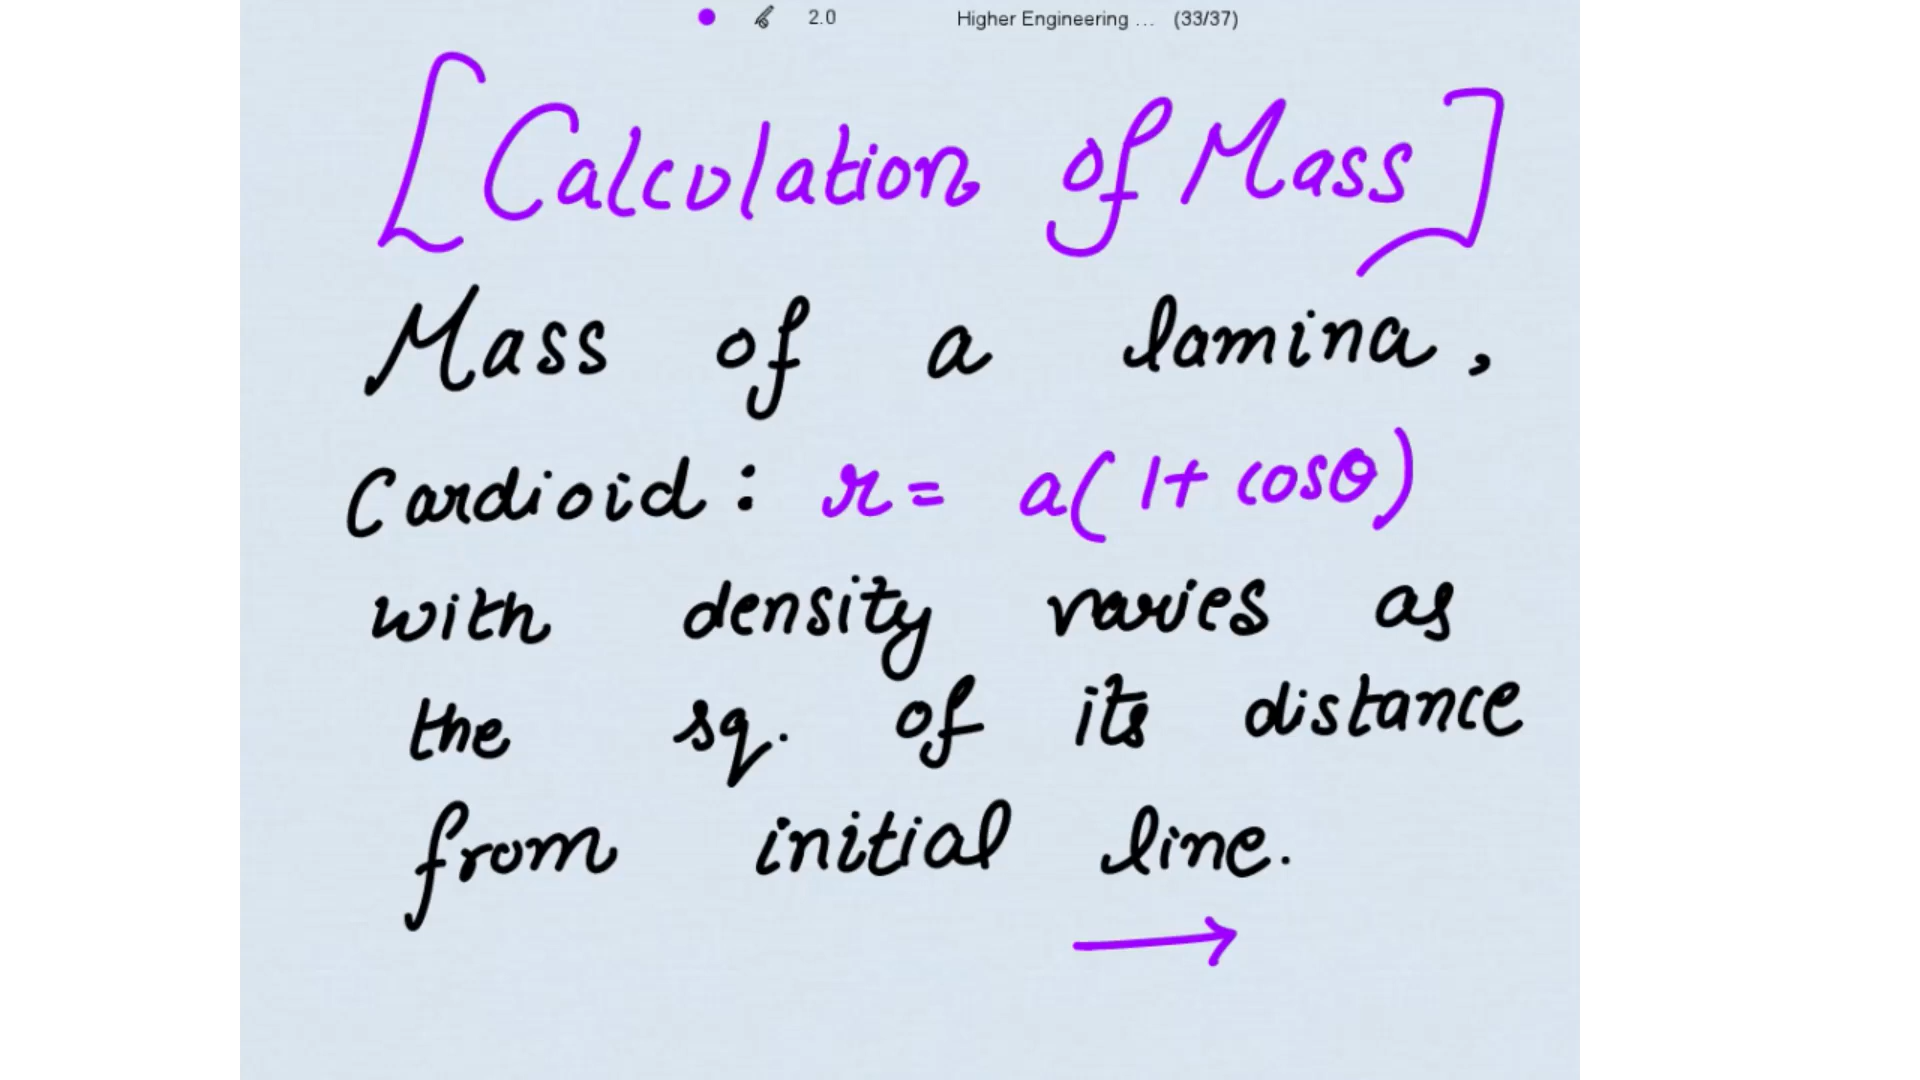 2.0 Higher Engineering ... (33/37)
[Calculation of Mass]
Mass of a lamina,
Cardioid: r = a(1+ cosθ)
with density varies as
the sq. of its distance
from initial line.